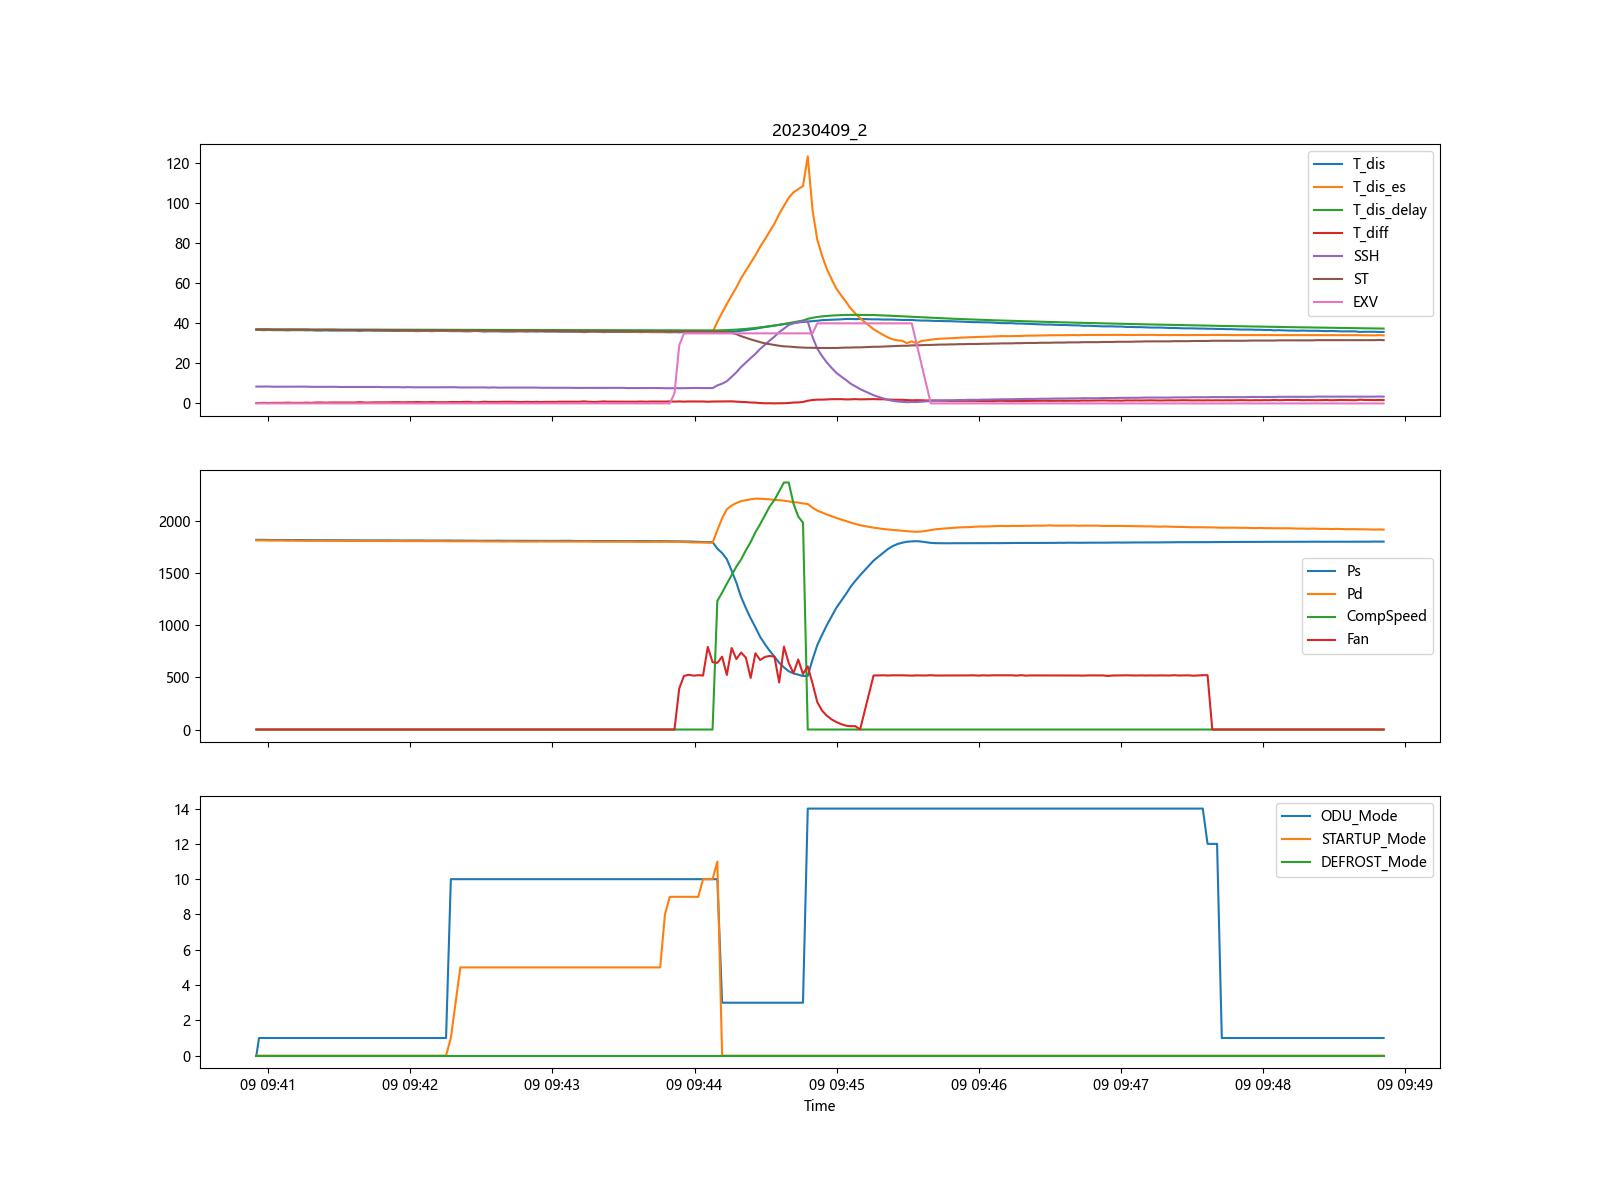 20230409_2
120
100
80
60
40
20
0
T_dis
T_dis_es
T_dis_delay
T_diff
SSH
ST
EXV
2000
1500
1000
500
0
Ps
Pd
CompSpeed
Fan
14
12
10
8
6
4
2
0
ODU_Mode
STARTUP_Mode
DEFROST_Mode
09 09:41 09 09:42 09 09:43 09 09:44 09 09:45 09 09:46 09 09:47 09 09:48 09 09:49
Time